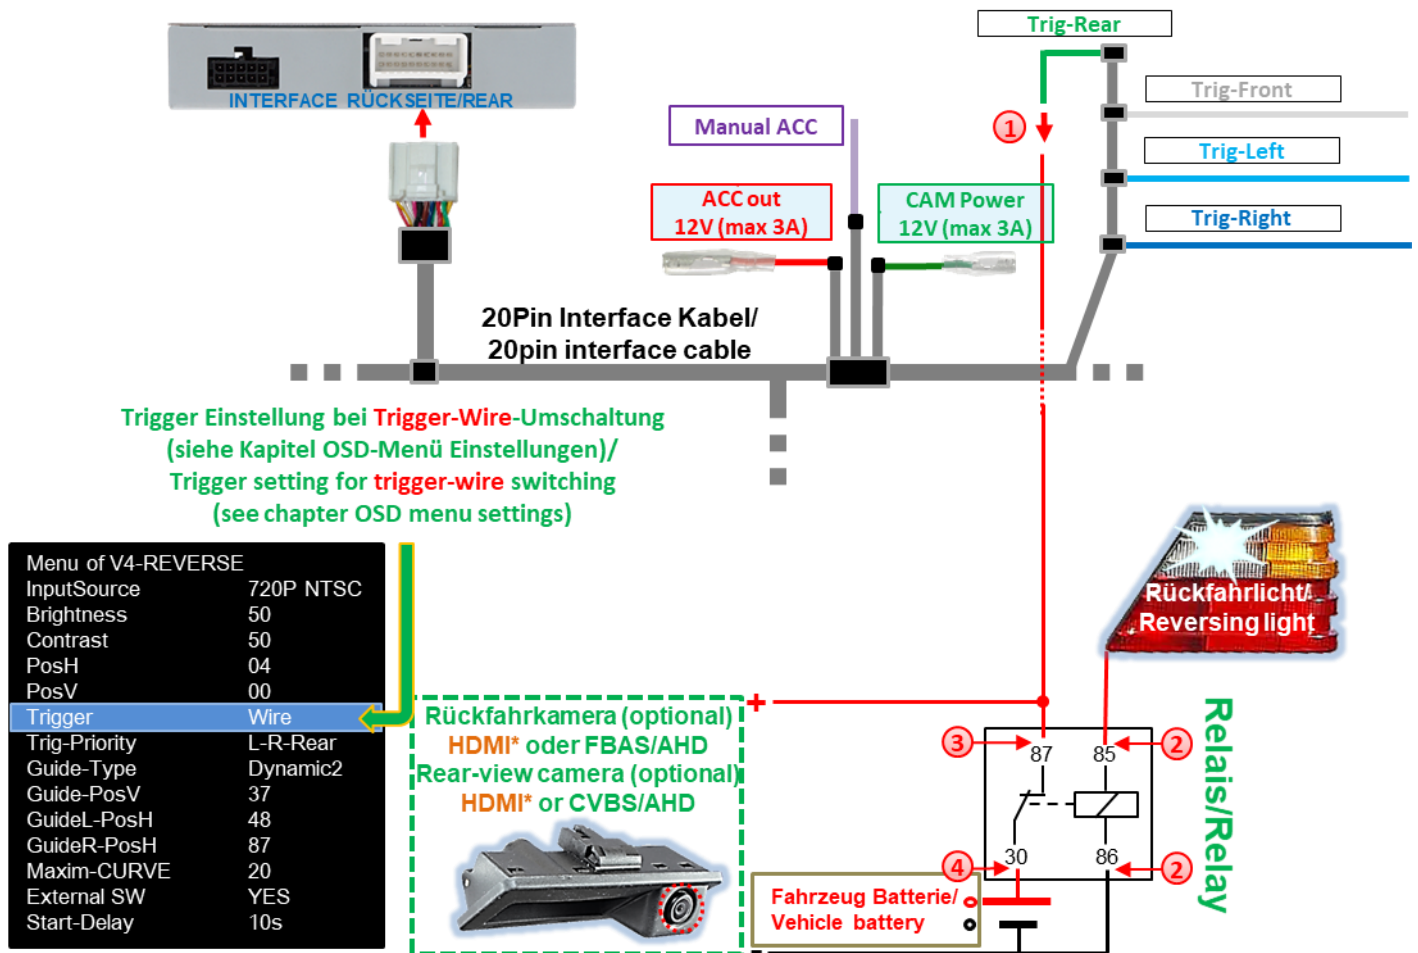 Trig-Rear
INTERFACE RÜCKSEITE/REAR
Trig-Front
1
Manual ACC
Trig-Left
ACC out
12V (max 3A)
CAM Power
12V (max 3A)
Trig-Right
20Pin Interface Kabel/
20pin interface cable
Trigger Einstellung bei Trigger-Wire-Umschaltung
(siehe Kapitel OSD-Menü Einstellungen)/
Trigger setting for trigger-wire switching
(see chapter OSD menu settings)
Menu of V4-REVERSE
InputSource 720P NTSC
Brightness 50
Contrast 50
PosH 04
PosV 00
Trigger Wire
Trig-Priority L-R-Rear
Guide-Type Dynamic2
Guide-PosV 37
GuideL-PosH 48
GuideR-PosH 87
Maxim-CURVE 20
External SW YES
Start-Delay 10s
Rückfahrkamera (optional)
HDMI* oder FBAS/AHD
Rear-view camera (optional)
HDMI* or CVBS/AHD
Rückfahrlicht/
Reversing light
+
3
87
85
2
Relais/Relay
4
30
86
2
Fahrzeug Batterie/
Vehicle battery